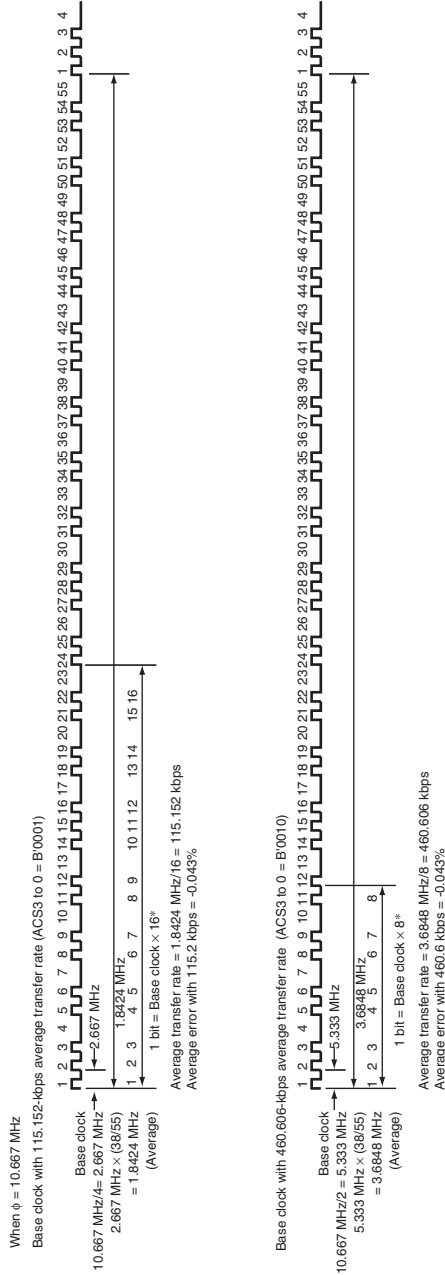 When ϕ = 10.667 MHz
Base clock with 115.152-kbps average transfer rate (ACS3 to 0 = B'0001)
1 2 3 4 5 6 7 8 9 10 11 12 13 14 15 16 17 18 19 20 21 22 23 24 25 26 27 28 29 30 31 32 33 34 35 36 37 38 39 40 41 42 43 44 45 46 47 48 49 50 51 52 53 54 55 1 2 3 4
Base clock
10.667 MHz/4= 2.667 MHz
2.667 MHz
2.667 MHz × (38/55)
1.8424 MHz
= 1.8424 MHz
1 2 3 4 5 6 7 8 9 10 11 12 13 14 15 16
(Average)
1 bit = Base clock × 16*
Average transfer rate = 1.8424 MHz/16 = 115.152 kbps
Average error with 115.2 kbps = -0.043%
Base clock with 460.606-kbps average transfer rate (ACS3 to 0 = B'0010)
1 2 3 4 5 6 7 8 9 10 11 12 13 14 15 16 17 18 19 20 21 22 23 24 25 26 27 28 29 30 31 32 33 34 35 36 37 38 39 40 41 42 43 44 45 46 47 48 49 50 51 52 53 54 55 1 2 3 4
Base clock
10.667 MHz/2 = 5.333 MHz
5.333 MHz
5.333 MHz × (38/55)
3.6848 MHz
= 3.6848 MHz
1 2 3 4 5 6 7 8
(Average)
1 bit = Base clock × 8*
Average transfer rate = 3.6848 MHz/8 = 460.606 kbps
Average error with 460.6 kbps = -0.043%